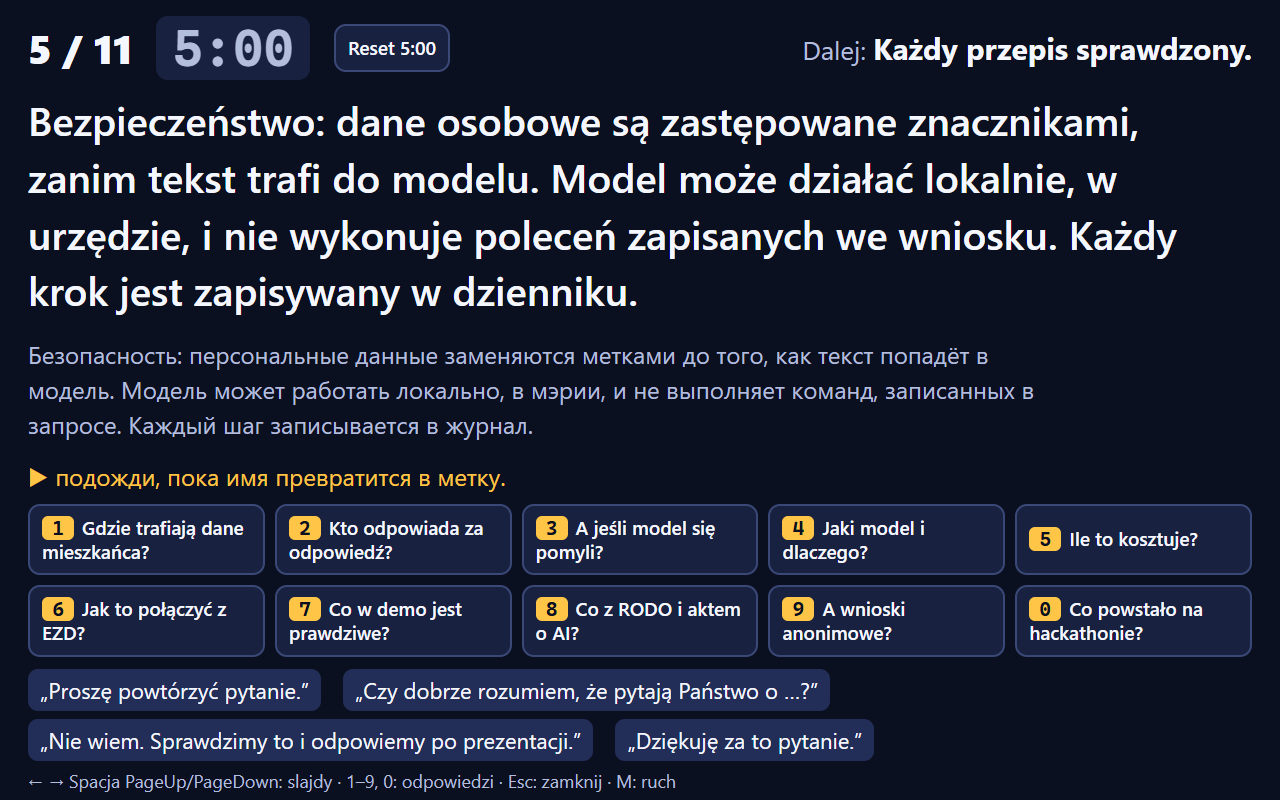 5 / 11
5:00
Reset 5:00
Dalej: Każdy przepis sprawdzony.
Bezpieczeństwo: dane osobowe są zastępowane znacznikami,
zanim tekst trafi do modelu. Model może działać lokalnie, w
urzędzie, i nie wykonuje poleceń zapisanych we wniosku. Każdy
krok jest zapisywany w dzienniku.
Безопасность: персональные данные заменяются метками до того, как текст попадёт в
модель. Модель может работать локально, в мэрии, и не выполняет команд, записанных в
запросе. Каждый шаг записывается в журнал.
▶ подожди, пока имя превратится в метку.
1 Gdzie trafiają dane
mieszkańca?
2 Kto odpowiada za
odpowiedź?
3 A jeśli model się
pomyli?
4 Jaki model i
dlaczego?
5 Ile to kosztuje?
6 Jak to połączyć z
EZD?
7 Co w demo jest
prawdziwe?
8 Co z RODO i aktem
o AI?
9 A wnioski
anonimowe?
0 Co powstało na
hackathonie?
„Proszę powtórzyć pytanie.”
„Czy dobrze rozumiem, że pytają Państwo o …?”
„Nie wiem. Sprawdzimy to i odpowiemy po prezentacji.”
„Dziękuję za to pytanie.”
← → Spacja PageUp/PageDown: slajdy · 1–9, 0: odpowiedzi · Esc: zamknij · M: ruch